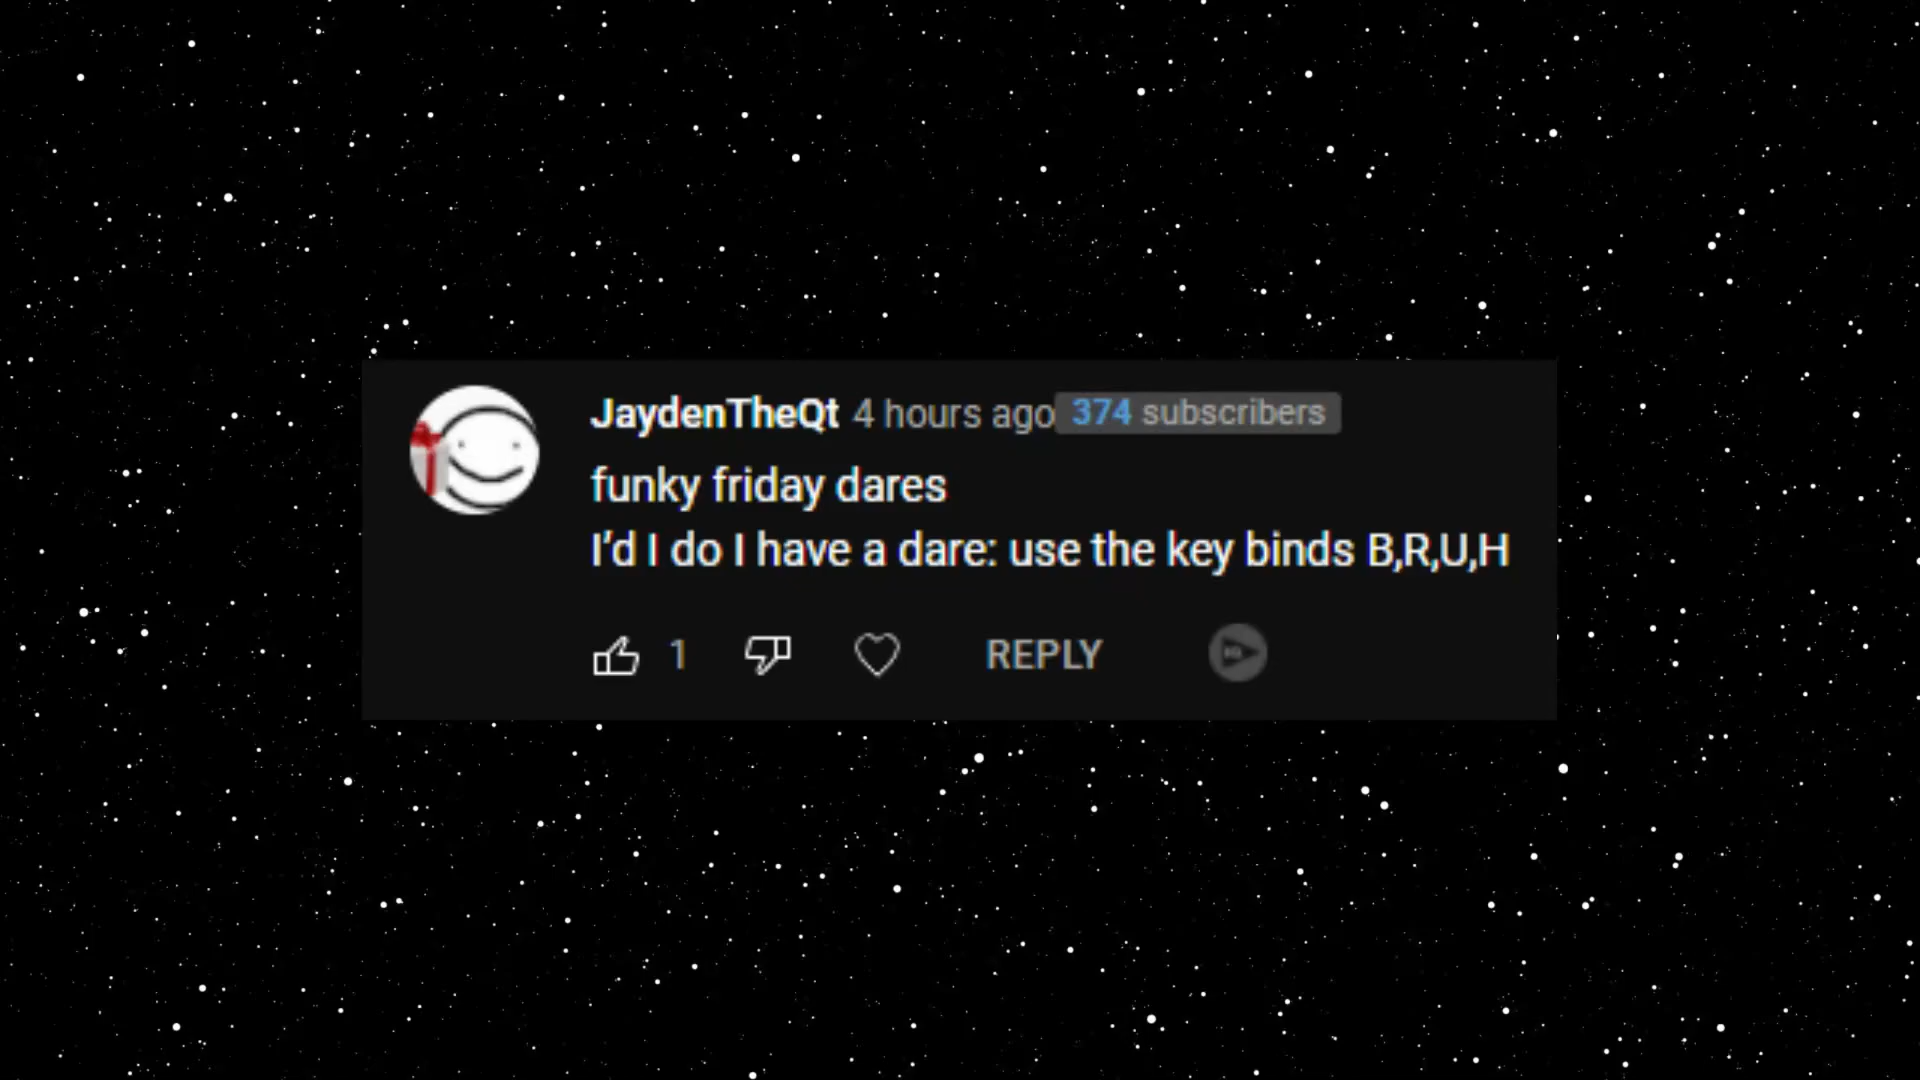 JaydenTheQt 4 hours ago 374 subscribers
funky friday dares
I'd I do I have a dare: use the key binds B,R,U,H
1 REPLY